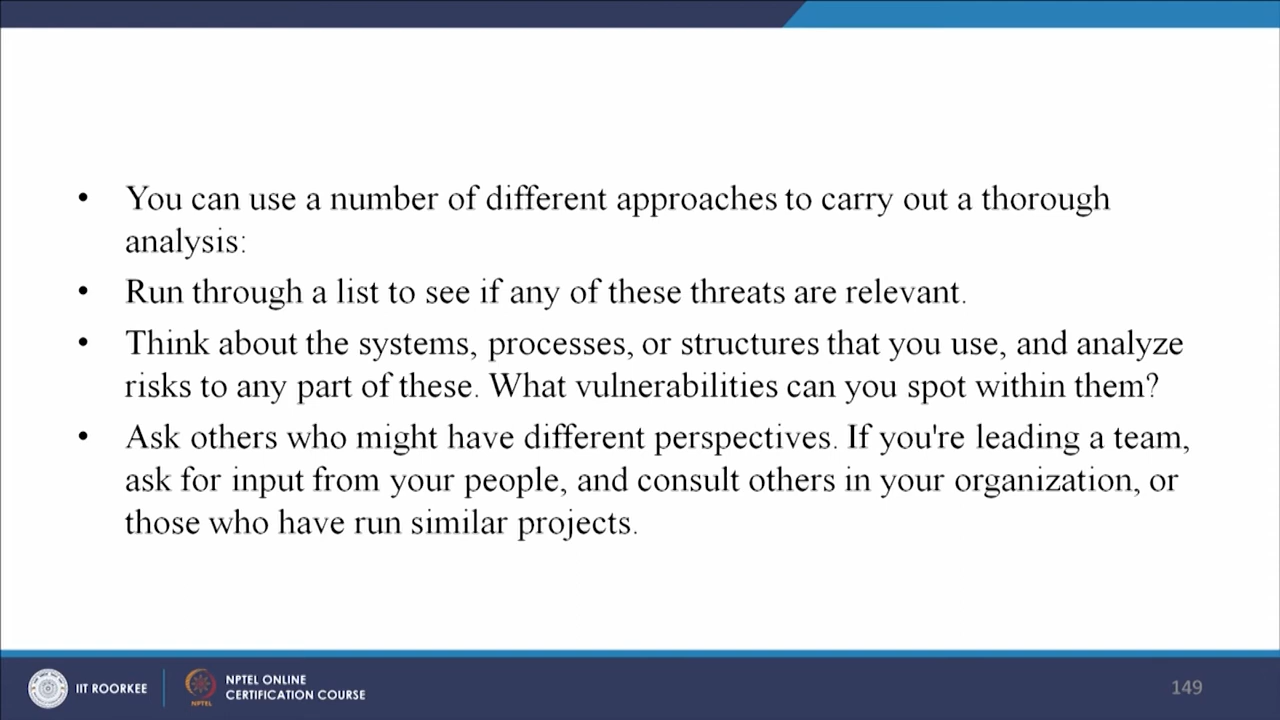 • You can use a number of different approaches to carry out a thorough
analysis:
• Run through a list to see if any of these threats are relevant.
• Think about the systems, processes, or structures that you use, and analyze
risks to any part of these. What vulnerabilities can you spot within them?
• Ask others who might have different perspectives. If you're leading a team,
ask for input from your people, and consult others in your organization, or
those who have run similar projects.
IIT ROORKEE
NPTEL
NPTEL ONLINE
CERTIFICATION COURSE
149